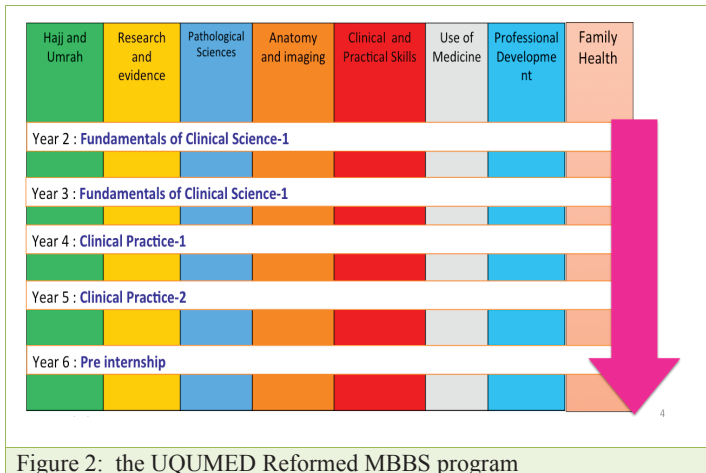 Hajj and
Umrah
Research
and
evidence
Pathological
Sciences
Anatomy
and imaging
Clinical and
Practical Skills
Use of
Medicine
Professional
Developme
nt
Family
Health
Year 2 : Fundamentals of Clinical Science-1
Year 3 : Fundamentals of Clinical Science-1
Year 4 : Clinical Practice-1
Year 5 : Clinical Practice-2
Year 6 : Pre internship
4
Figure 2: the UQUMED Reformed MBBS program